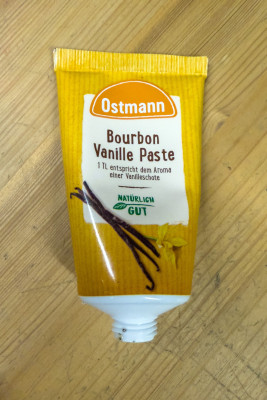 Ostmann
Bourbon
Vanille Paste
1 TL entspricht dem Aroma
einer Vanilleschote
NATÜRLICH
GUT